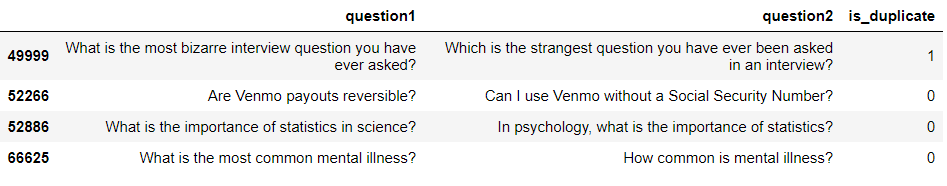 question1 question2 is_duplicate
49999 What is the most bizarre interview question you have ever asked? Which is the strangest question you have ever been asked in an interview? 1
52266 Are Venmo payouts reversible? Can I use Venmo without a Social Security Number? 0
52886 What is the importance of statistics in science? In psychology, what is the importance of statistics? 0
66625 What is the most common mental illness? How common is mental illness? 0